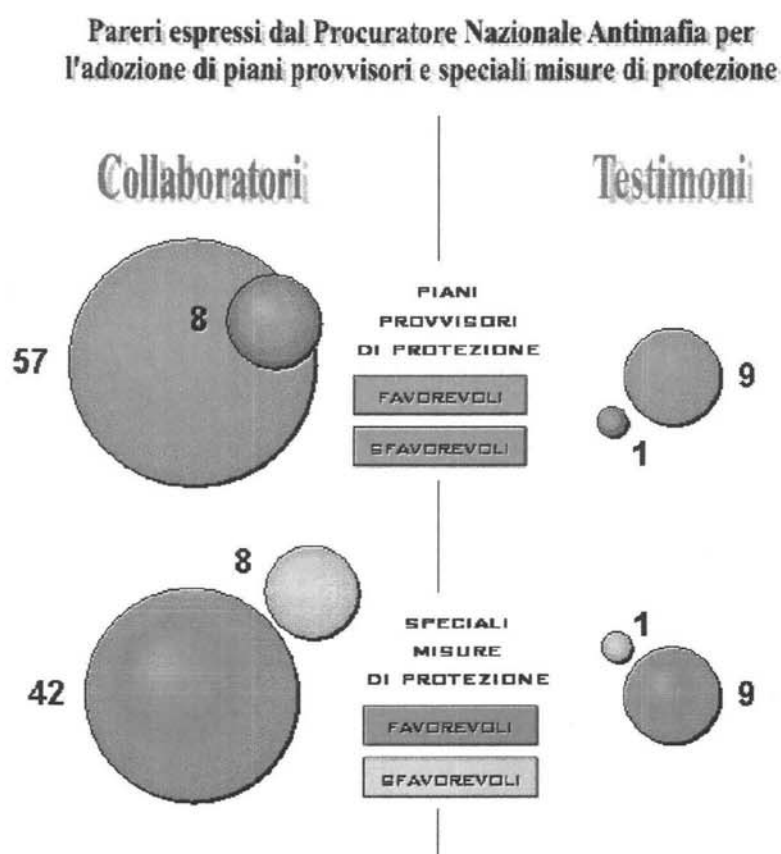 Pareri espressi dal Procuratore Nazionale Antimafia per
l'adozione di piani provvisori e speciali misure di protezione
Collaboratori
Testimoni
57
8
PIANI
PROVVISORI
DI PROTEZIONE
FAVOREVOLI
SFAVOREVOLI
9
1
8
42
SPECIALI
MISURE
DI PROTEZIONE
FAVOREVOLI
SFAVOREVOLI
1
9